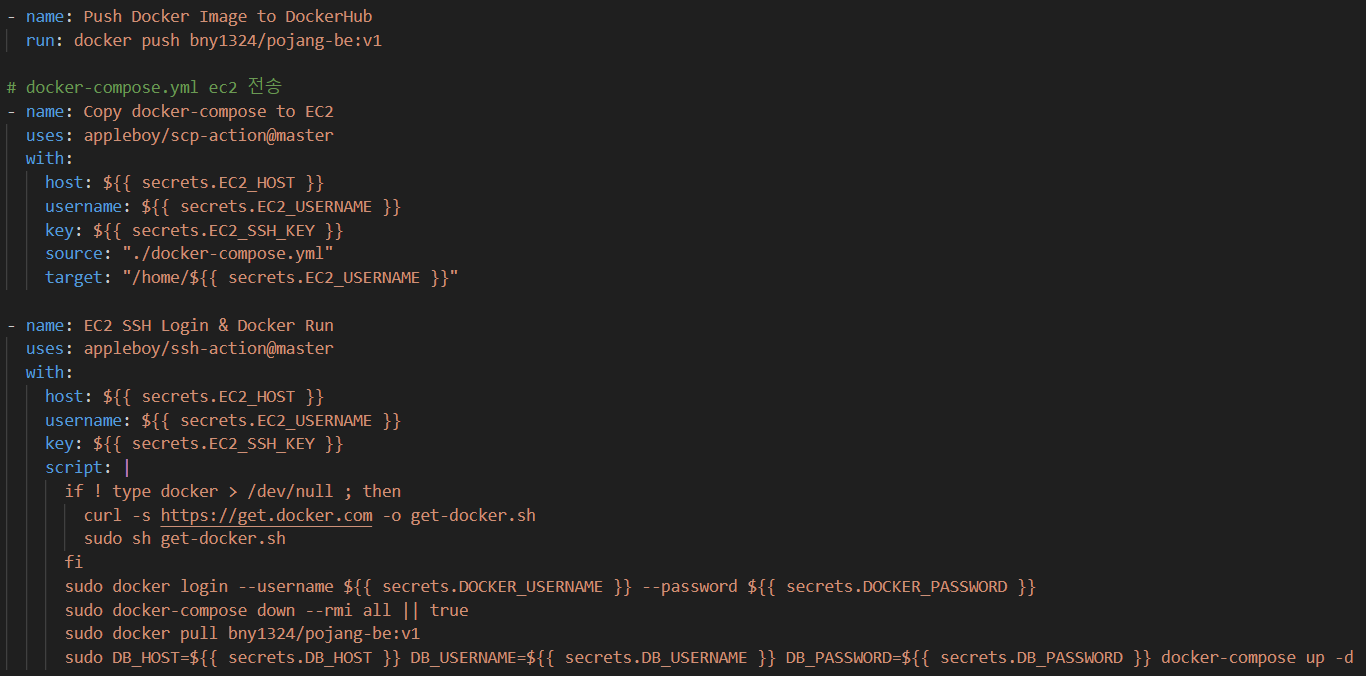 - name: Push Docker Image to DockerHub
  run: docker push bny1324/pojang-be:v1

# docker-compose.yml ec2 전송
- name: Copy docker-compose to EC2
  uses: appleboy/scp-action@master
  with:
    host: ${{ secrets.EC2_HOST }}
    username: ${{ secrets.EC2_USERNAME }}
    key: ${{ secrets.EC2_SSH_KEY }}
    source: "./docker-compose.yml"
    target: "/home/${{ secrets.EC2_USERNAME }}"

- name: EC2 SSH Login & Docker Run
  uses: appleboy/ssh-action@master
  with:
    host: ${{ secrets.EC2_HOST }}
    username: ${{ secrets.EC2_USERNAME }}
    key: ${{ secrets.EC2_SSH_KEY }}
    script: |
      if ! type docker > /dev/null ; then
        curl -s https://get.docker.com -o get-docker.sh
        sudo sh get-docker.sh
      fi
      sudo docker login --username ${{ secrets.DOCKER_USERNAME }} --password ${{ secrets.DOCKER_PASSWORD }}
      sudo docker-compose down --rmi all || true
      sudo docker pull bny1324/pojang-be:v1
      sudo DB_HOST=${{ secrets.DB_HOST }} DB_USERNAME=${{ secrets.DB_USERNAME }} DB_PASSWORD=${{ secrets.DB_PASSWORD }} docker-compose up -d